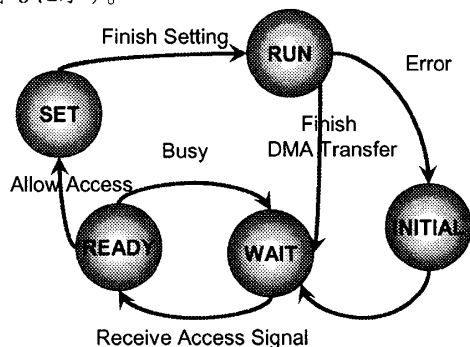 Finish Setting
RUN
Error
SET
Busy
Finish
DMA Transfer
Allow Access
READY
WAIT
INITIAL
Receive Access Signal